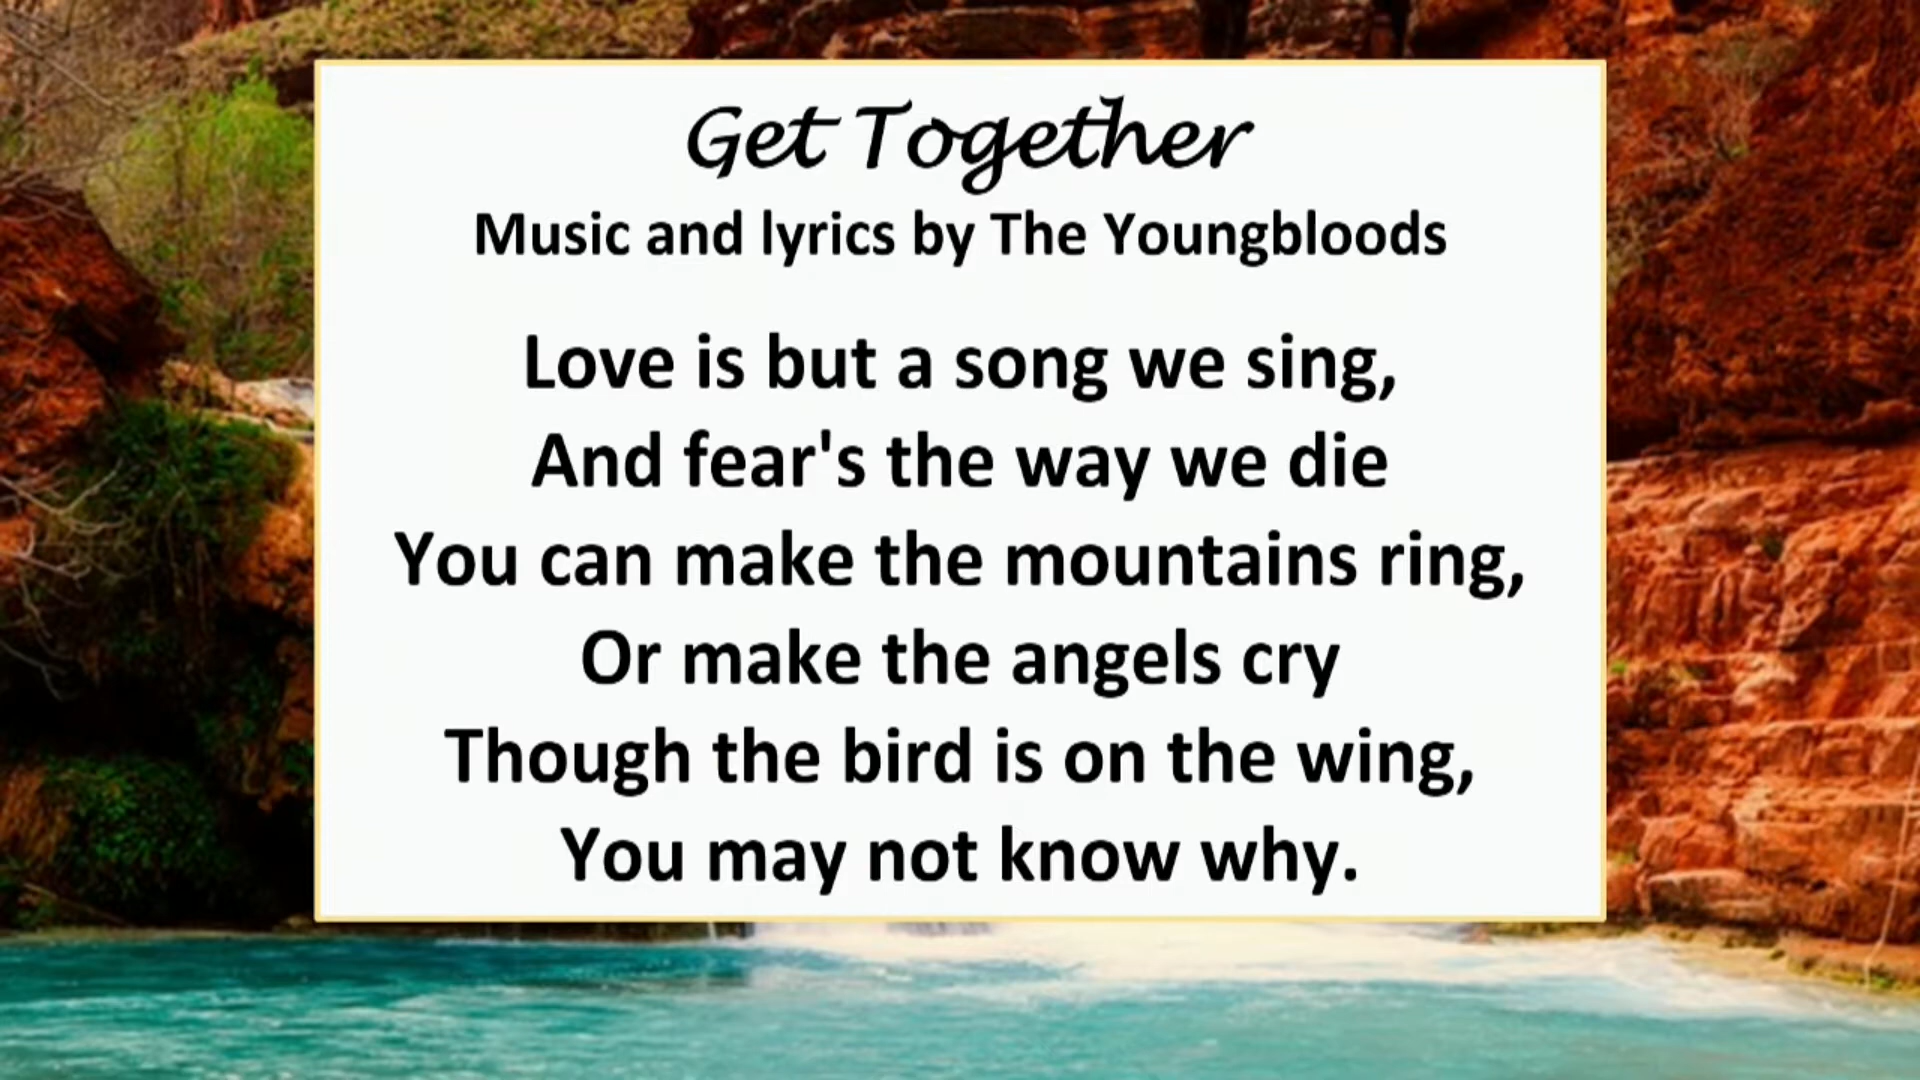 Get Together
Music and lyrics by The Youngbloods
Love is but a song we sing,
And fear's the way we die
You can make the mountains ring,
Or make the angels cry
Though the bird is on the wing,
You may not know why.